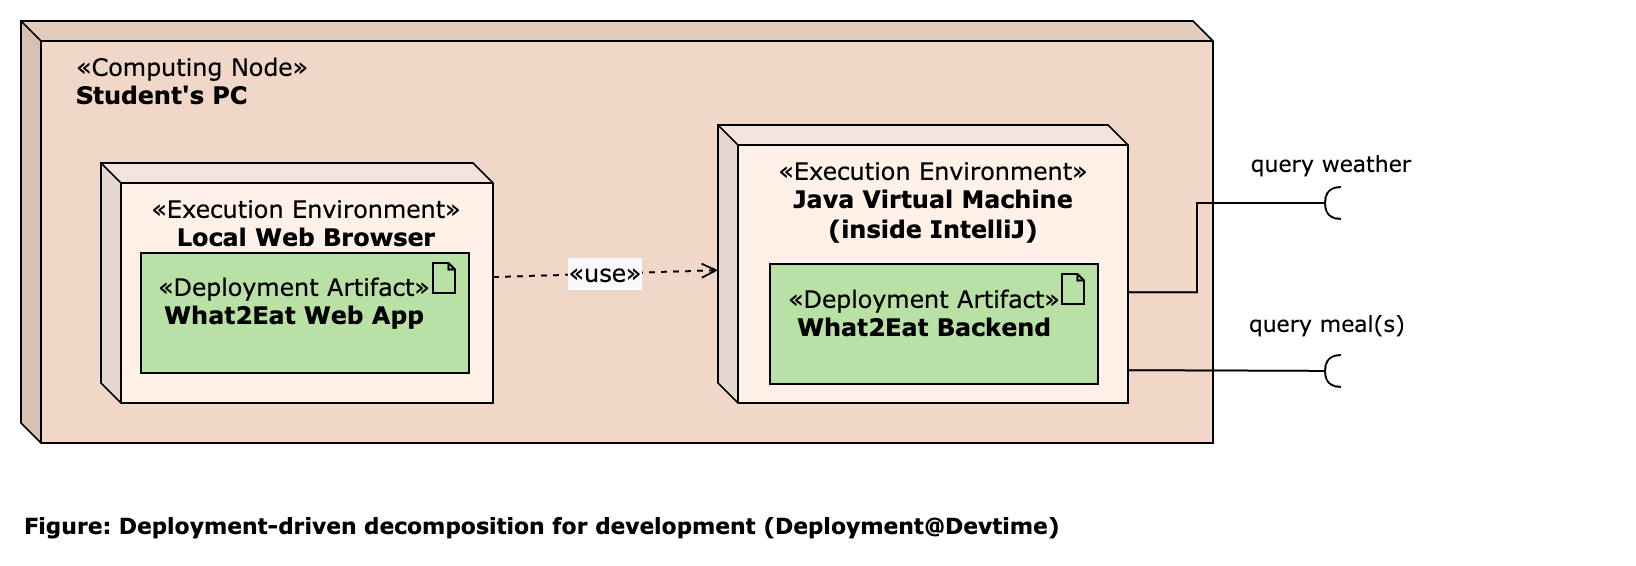 «Computing Node»
Student's PC
«Execution Environment»
Local Web Browser
«Deployment Artifact»
What2Eat Web App
«use»
«Execution Environment»
Java Virtual Machine
(inside IntelliJ)
«Deployment Artifact»
What2Eat Backend
query weather
query meal(s)
Figure: Deployment-driven decomposition for development (Deployment@Devtime)